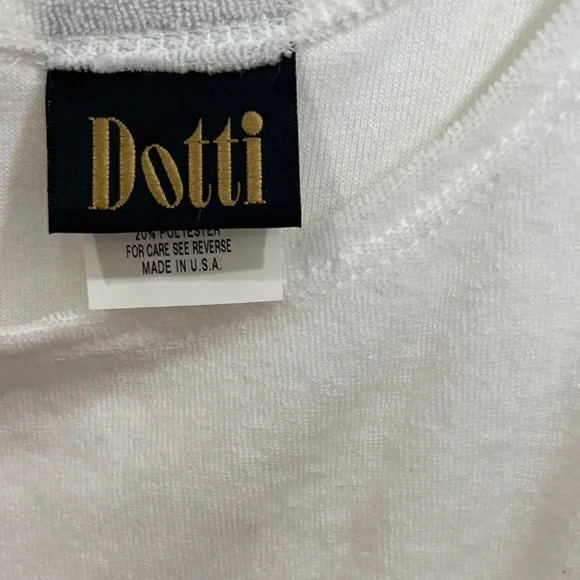 Dotti
20% POLYESTER
FOR CARE SEE REVERSE
MADE IN U.S.A.